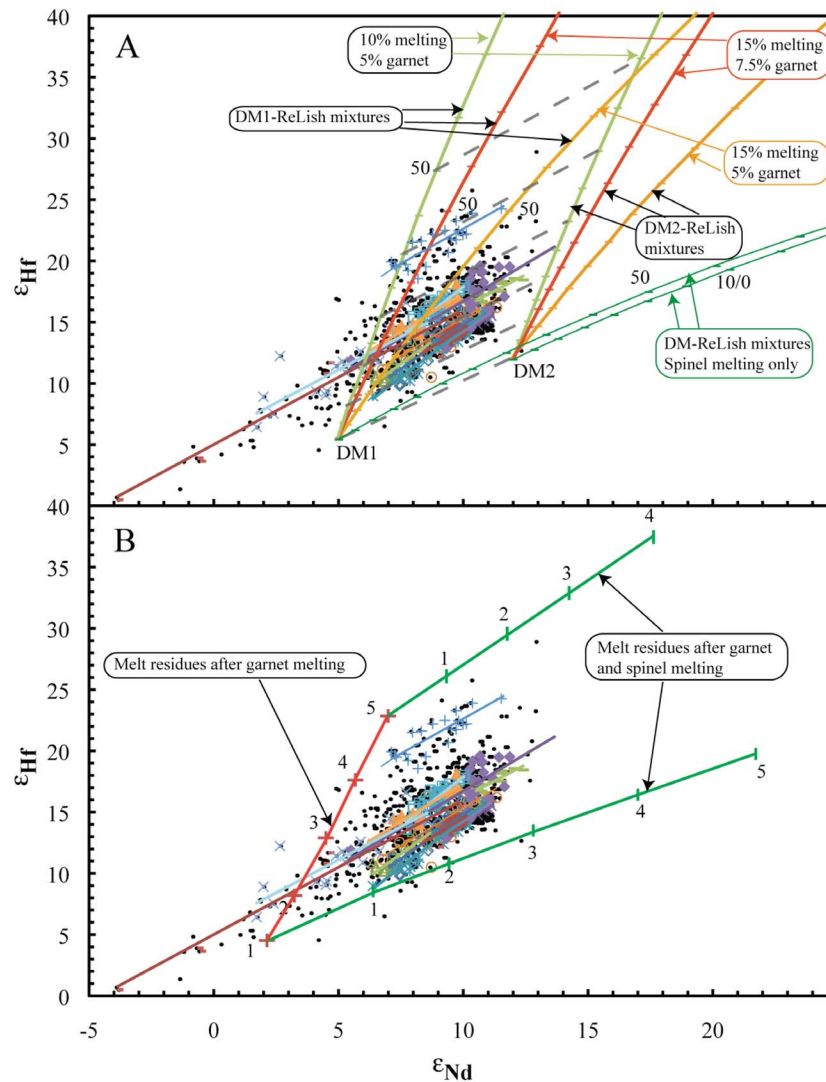 A
40
35
30
25
20
15
10
5
εHf
10% melting
5% garnet
15% melting
7.5% garnet
DM1-ReLish mixtures
15% melting
5% garnet
50
50
50
DM2-ReLish
mixtures
50
10/0
DM-ReLish mixtures
Spinel melting only
DM2
DM1
B
40
35
30
25
20
15
10
5
0
εHf
4
3
2
1
5
Melt residues after garnet melting
Melt residues after garnet
and spinel melting
4
3
2
1
1
2
3
4
5
-5
0
5
10
15
20
εNd